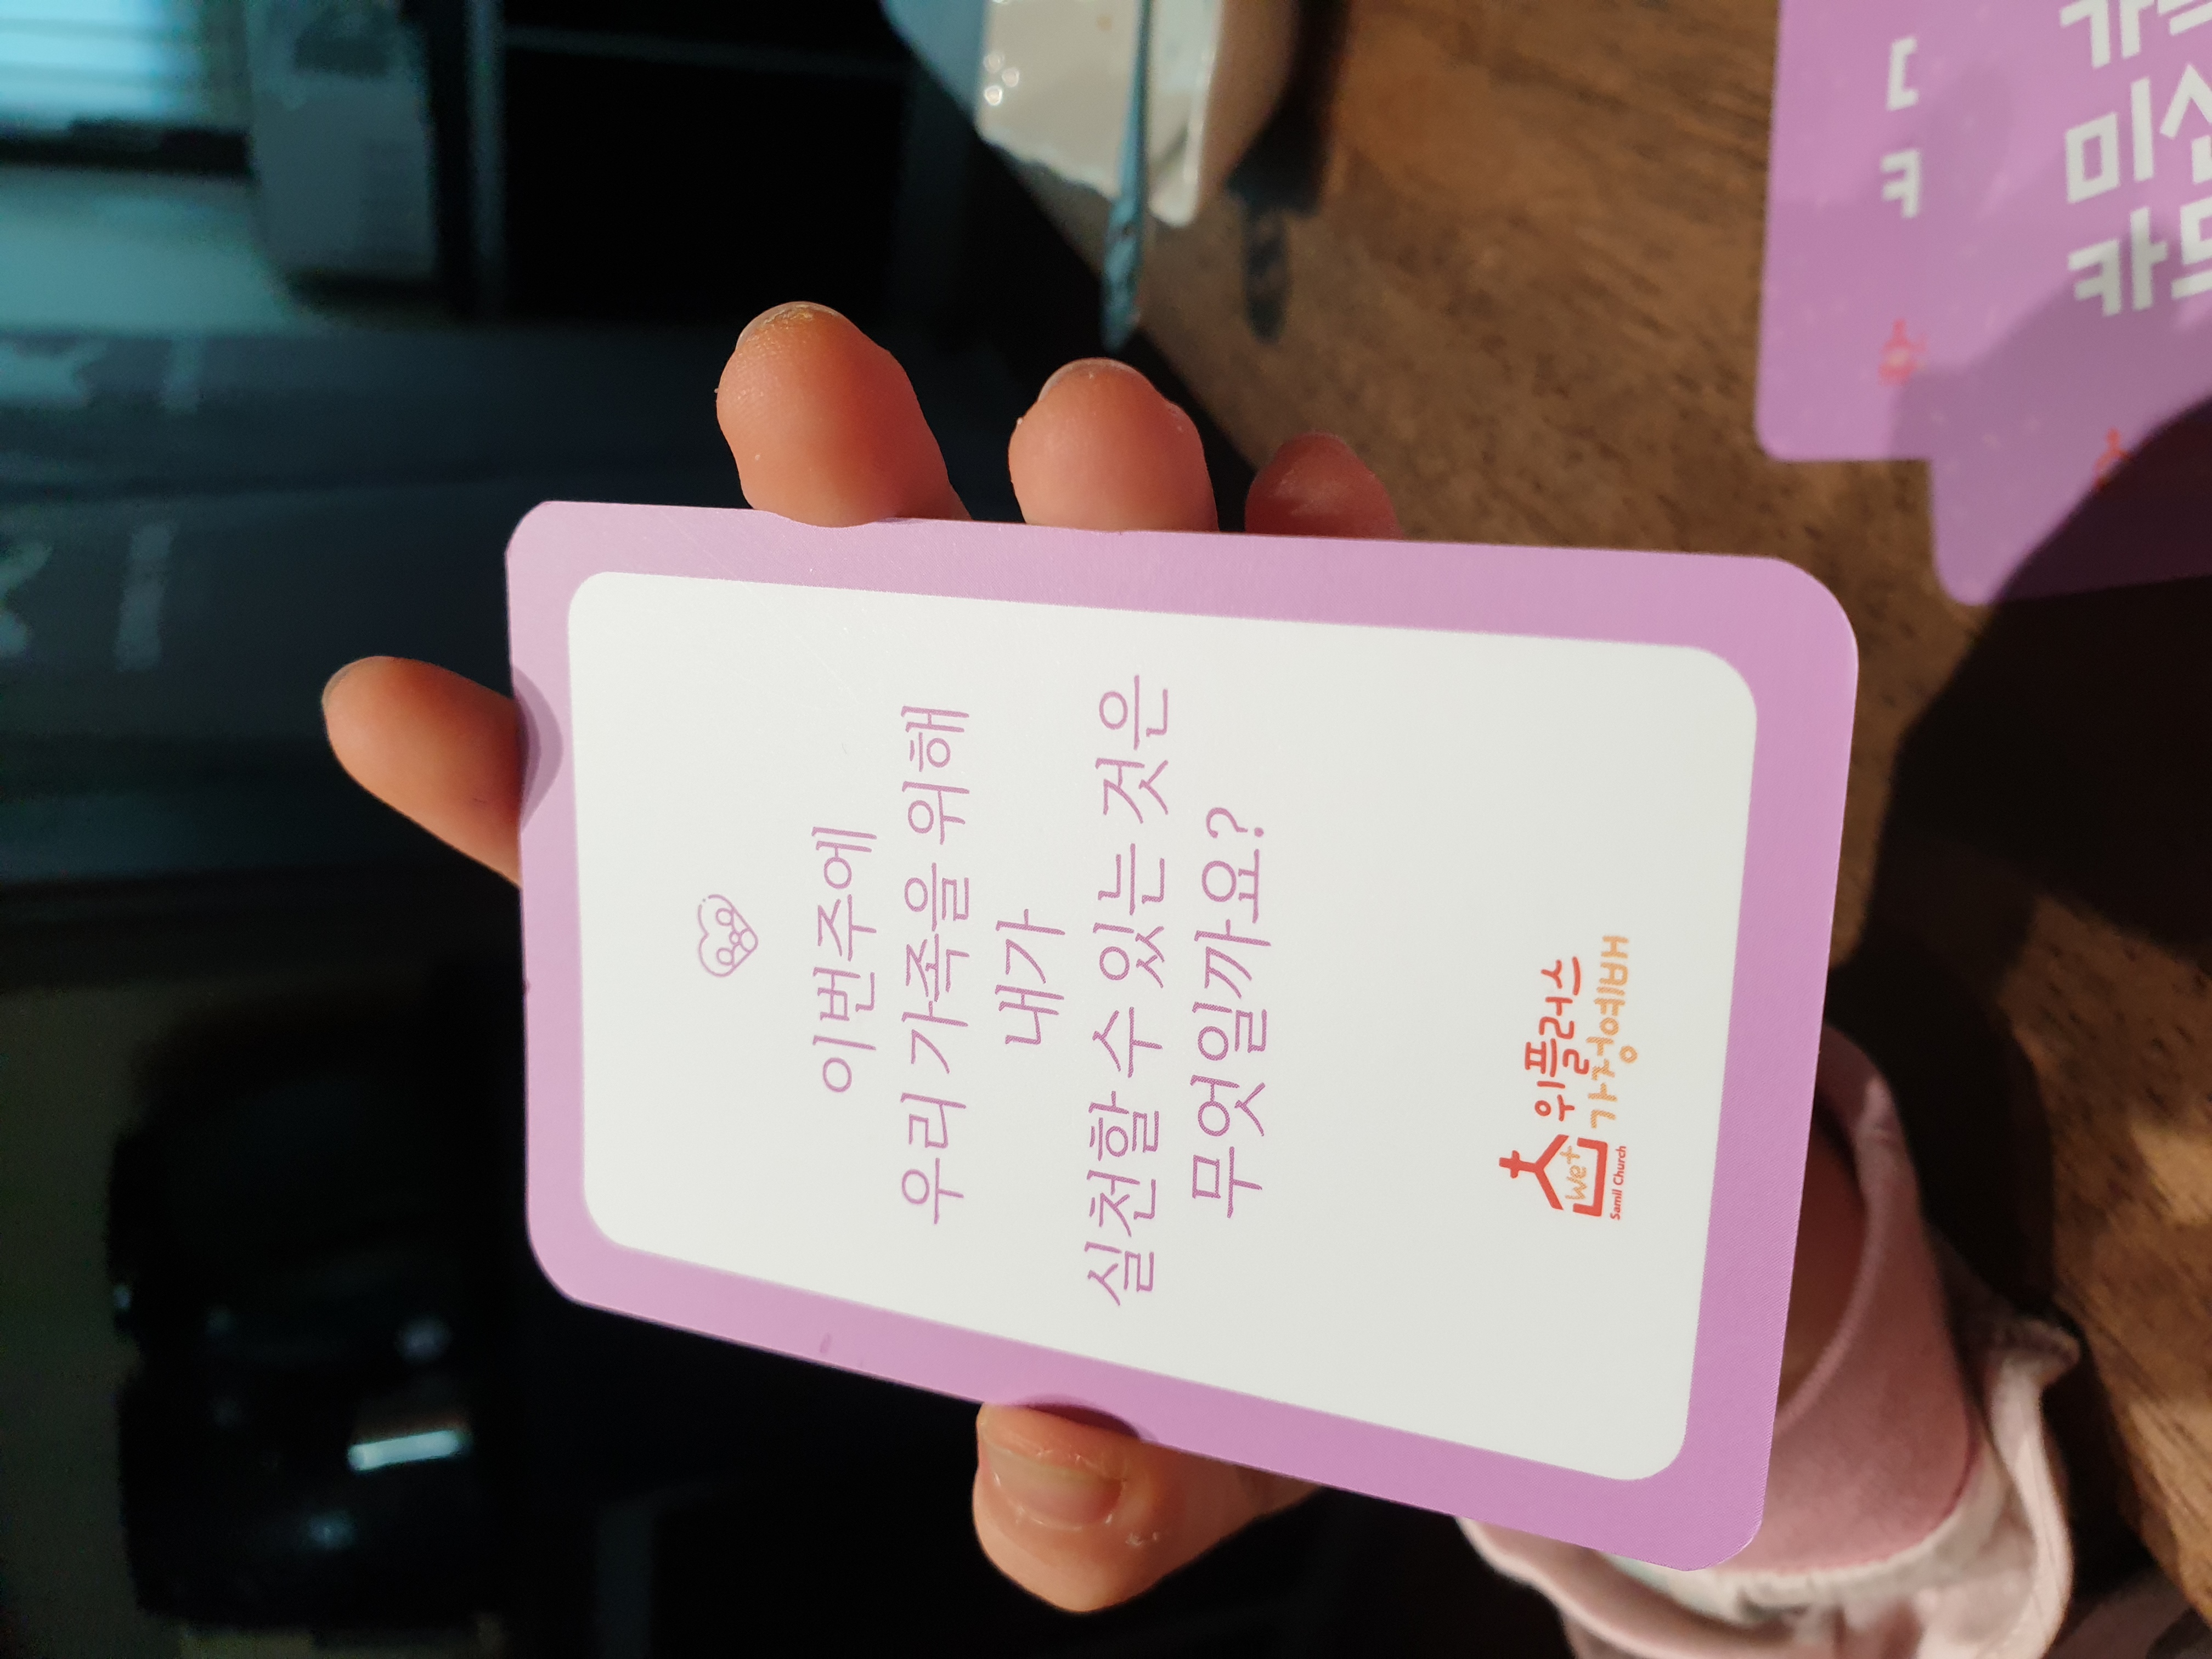 이번주에
우리 가족을 위해
내가
실천할 수 있는 것은
무엇일까요?
we+
Samil Church
위플러스
가정예배
미션
카드